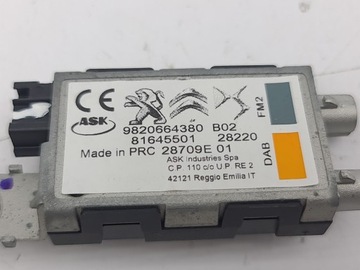 CE
ASK
9820664380 B02
81645501 28220
Made in PRC 28709E 01
ASK Industries Spa
C.P. 110 c/o U.P. RE 2
42121 Reggio Emilia IT
FM2
DAB